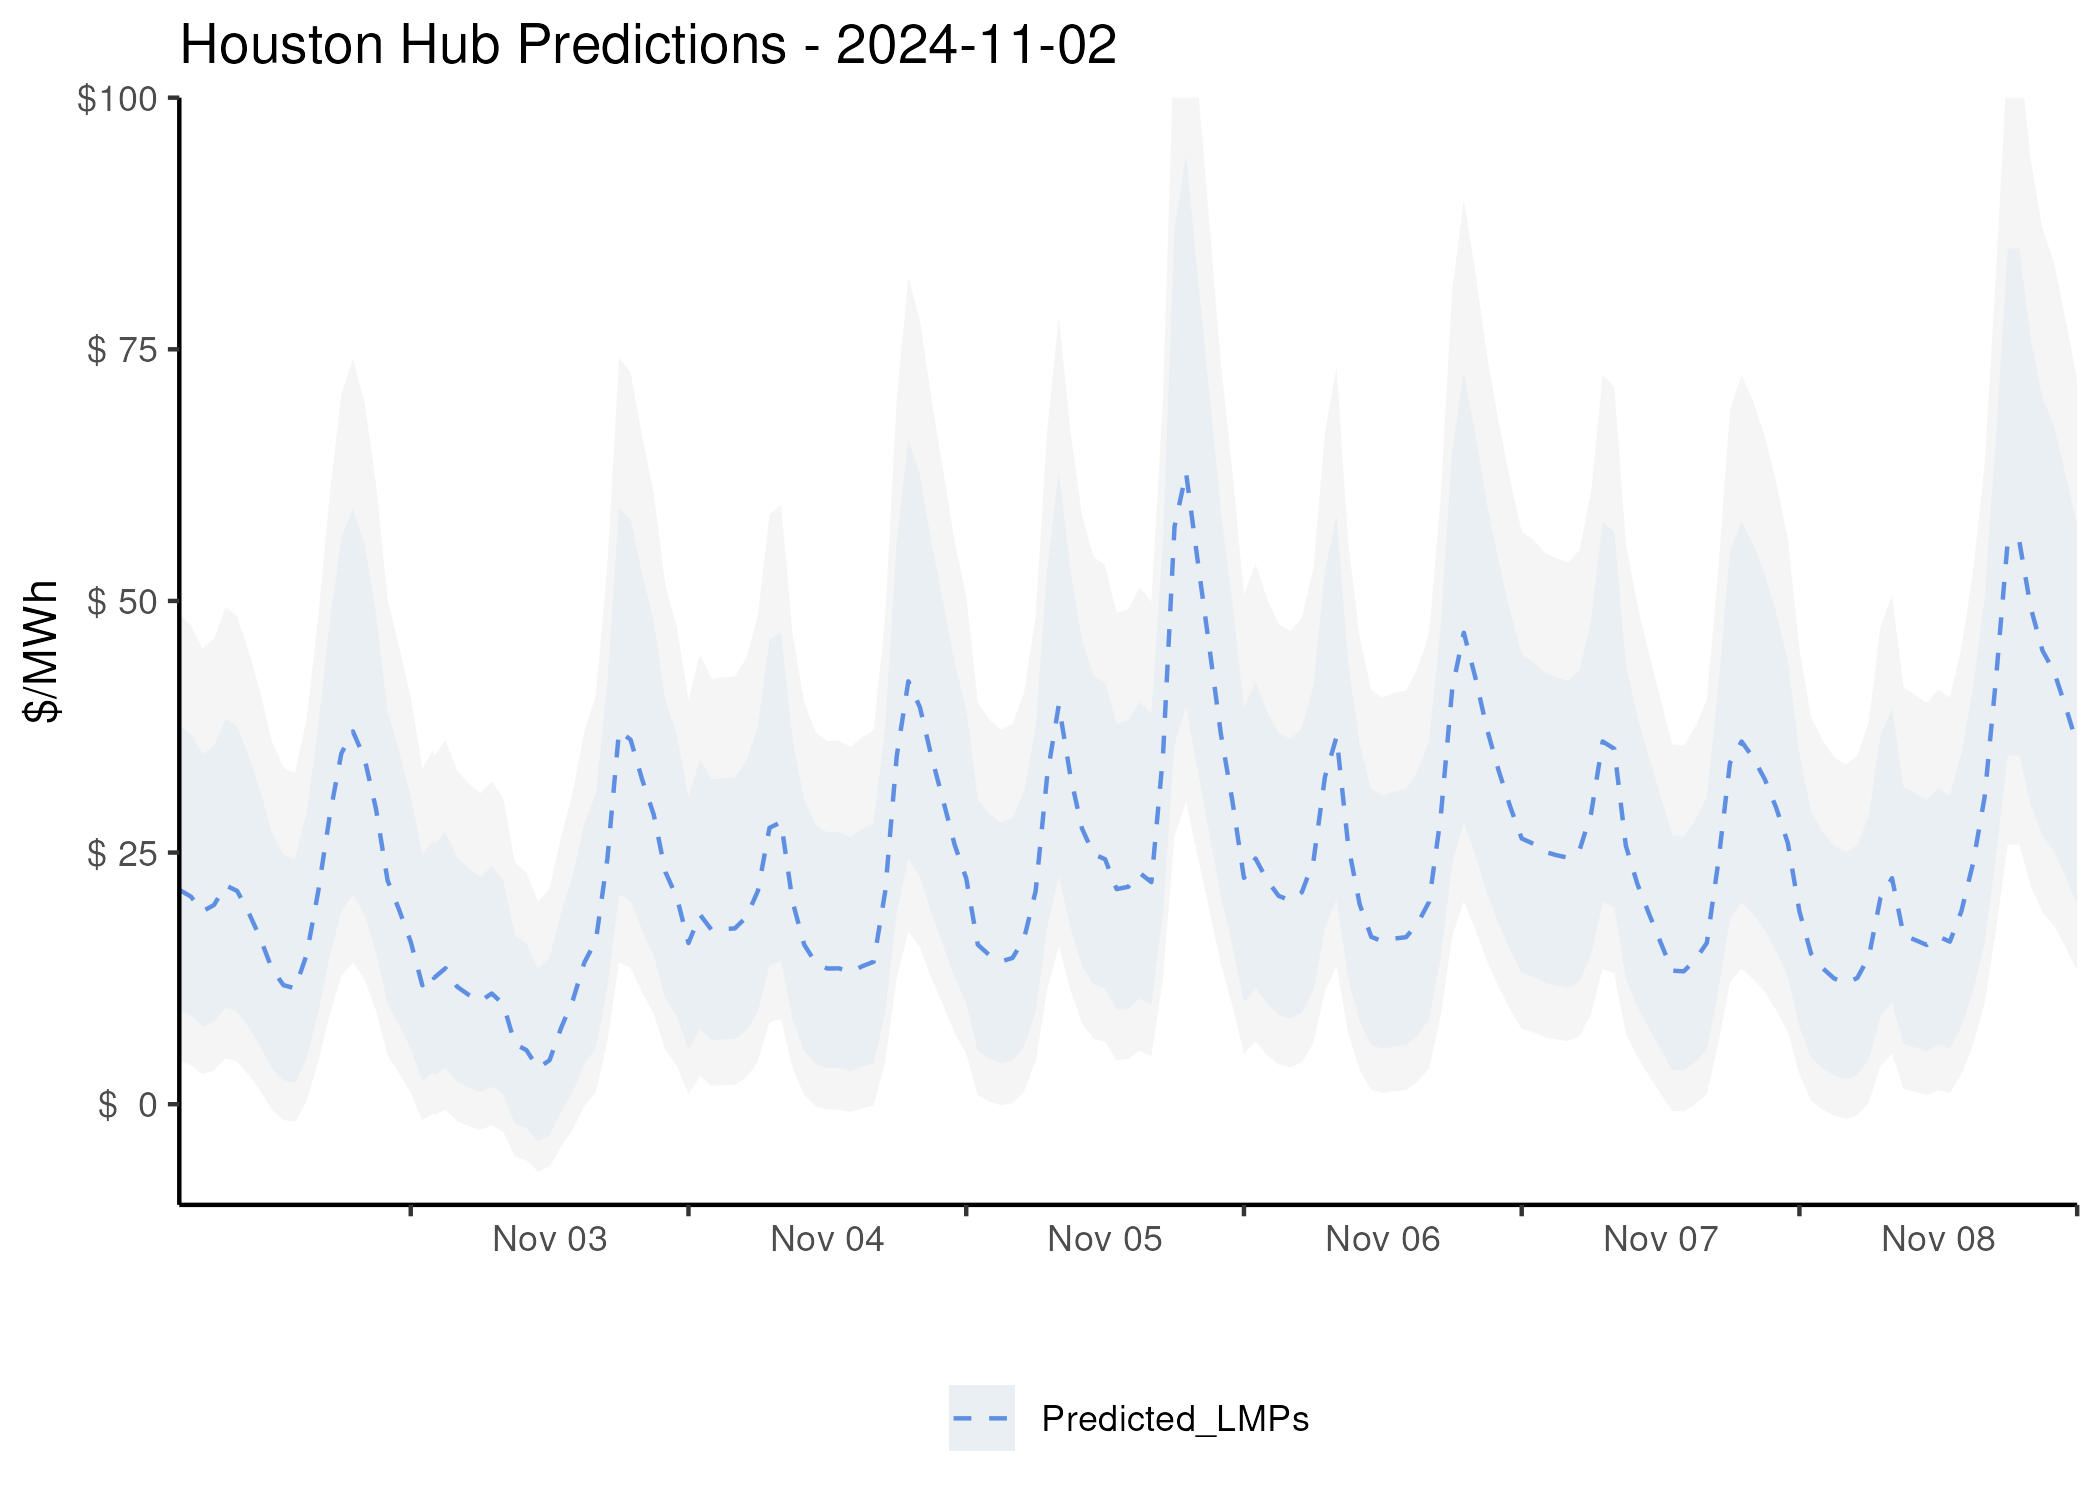 Houston Hub Predictions - 2024-11-02
$100
$ 75
$ 50
$ 25
$ 0
$/MWh
Nov 03 Nov 04 Nov 05 Nov 06 Nov 07 Nov 08
Predicted_LMPs